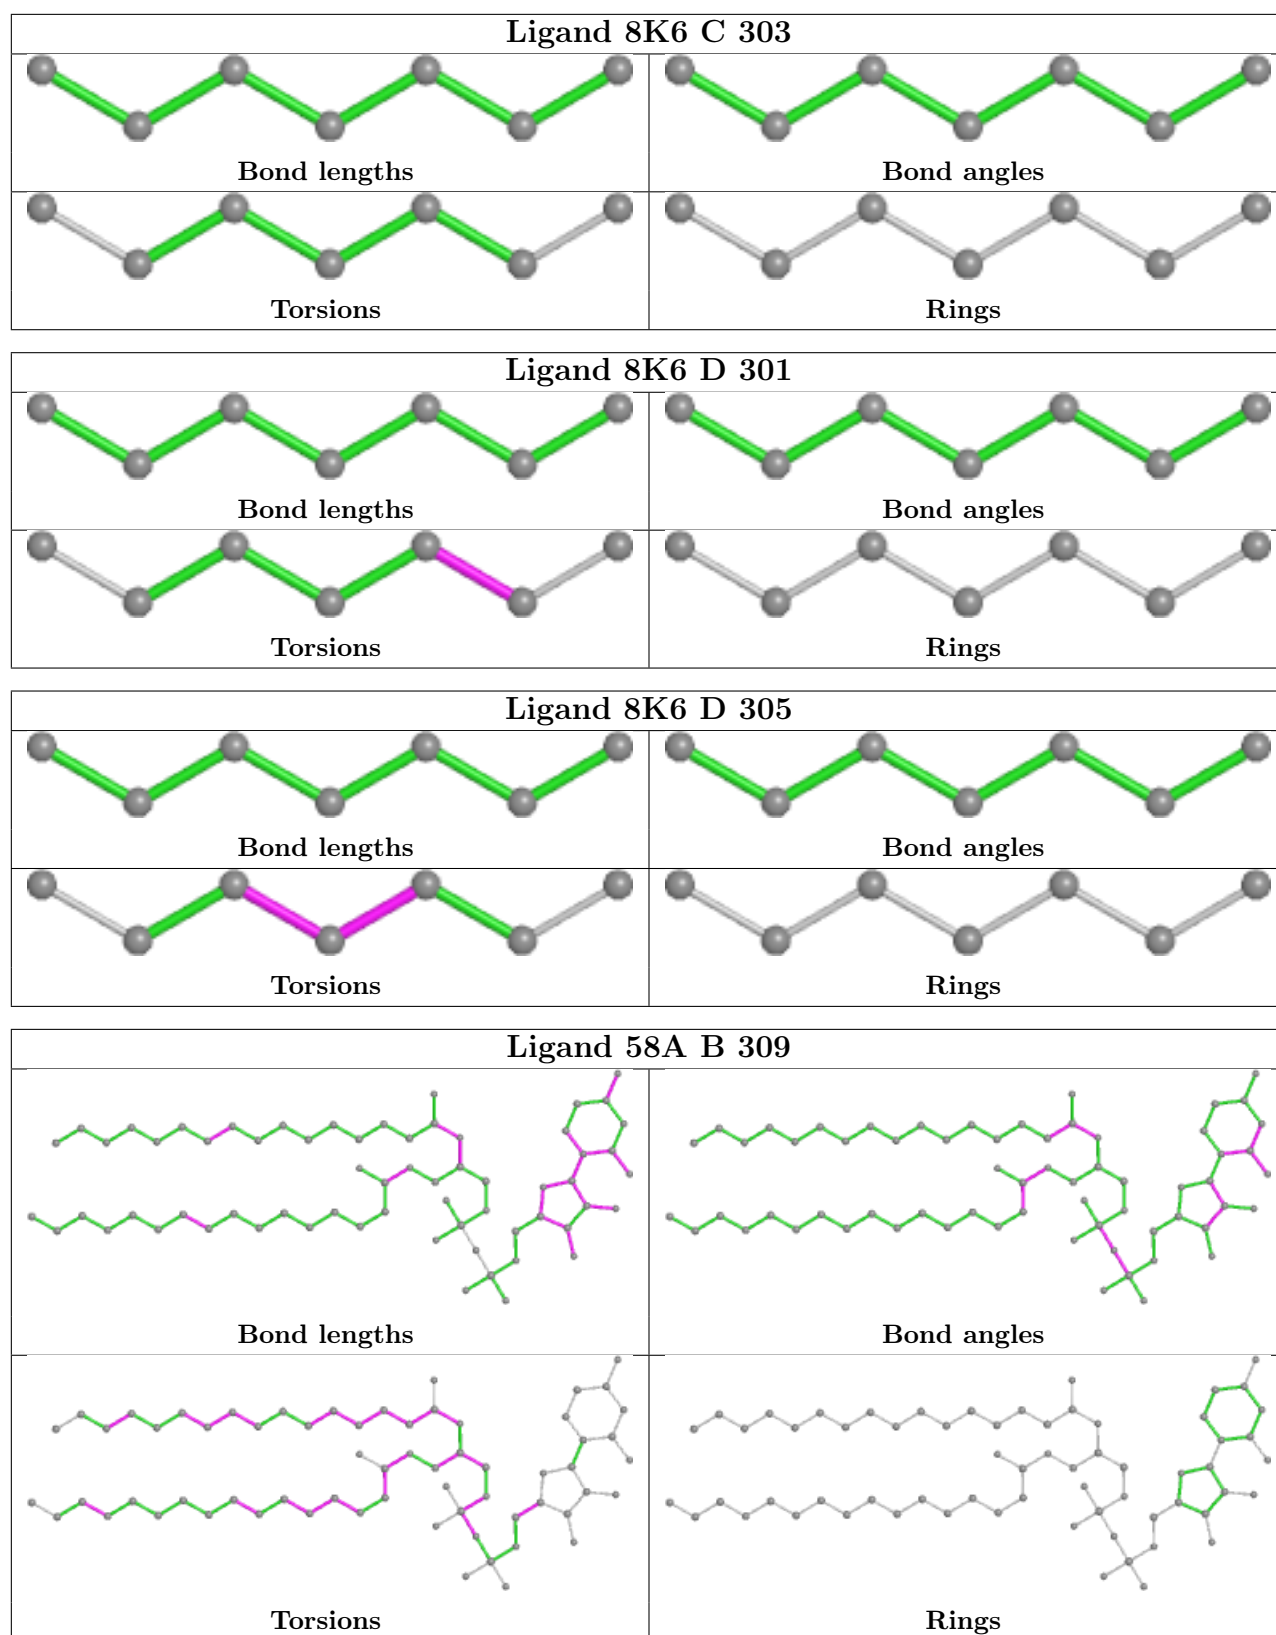 Ligand 8K6 C 303
Bond lengths
Bond angles
Torsions
Rings
Ligand 8K6 D 301
Bond lengths
Bond angles
Torsions
Rings
Ligand 8K6 D 305
Bond lengths
Bond angles
Torsions
Rings
Ligand 58A B 309
Bond lengths
Bond angles
Torsions
Rings